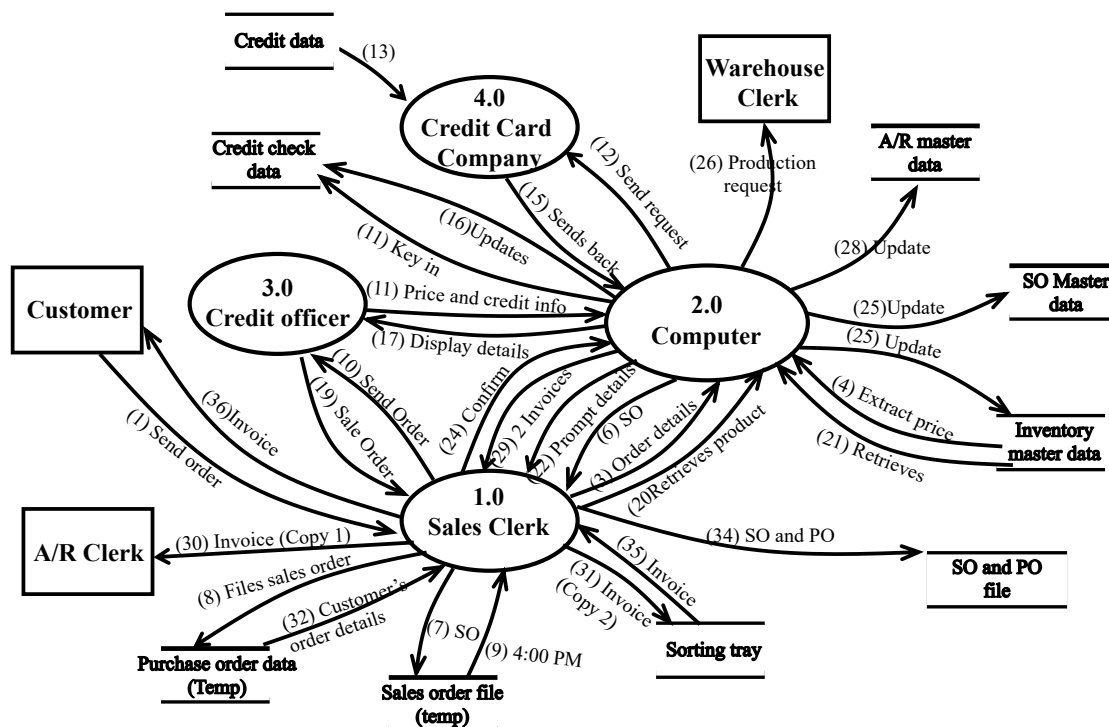 Credit data
(13)
4.0
Credit Card
Company
Warehouse
Clerk
Credit check
data
A/R master
data
(12) Send request
(26) Production
request
(15) Sends back
(16)Updates
(11) Key in
(28) Update
Customer
3.0
Credit officer
(11) Price and credit info
(17) Display details
2.0
Computer
SO Master
data
(25)Update
(25) Update
(10) Send Order
(19) Sale Order
(24) Confirm
(29) 2 Invoices
(22) Prompt details
(6) SO
(3) Order details
(20Retrieves product
(4) Extract price
(21) Retrieves
Inventory
master data
(36)Invoice
(1) Send order
1.0
Sales Clerk
A/R Clerk
(30) Invoice (Copy 1)
(8) Files sales order
(32) Customer's
order details
(34) SO and PO
SO and PO
file
(35) Invoice
(31) Invoice
(Copy 2)
(7) SO
(9) 4:00 PM
Sorting tray
Purchase order data
(Temp)
Sales order file
(temp)